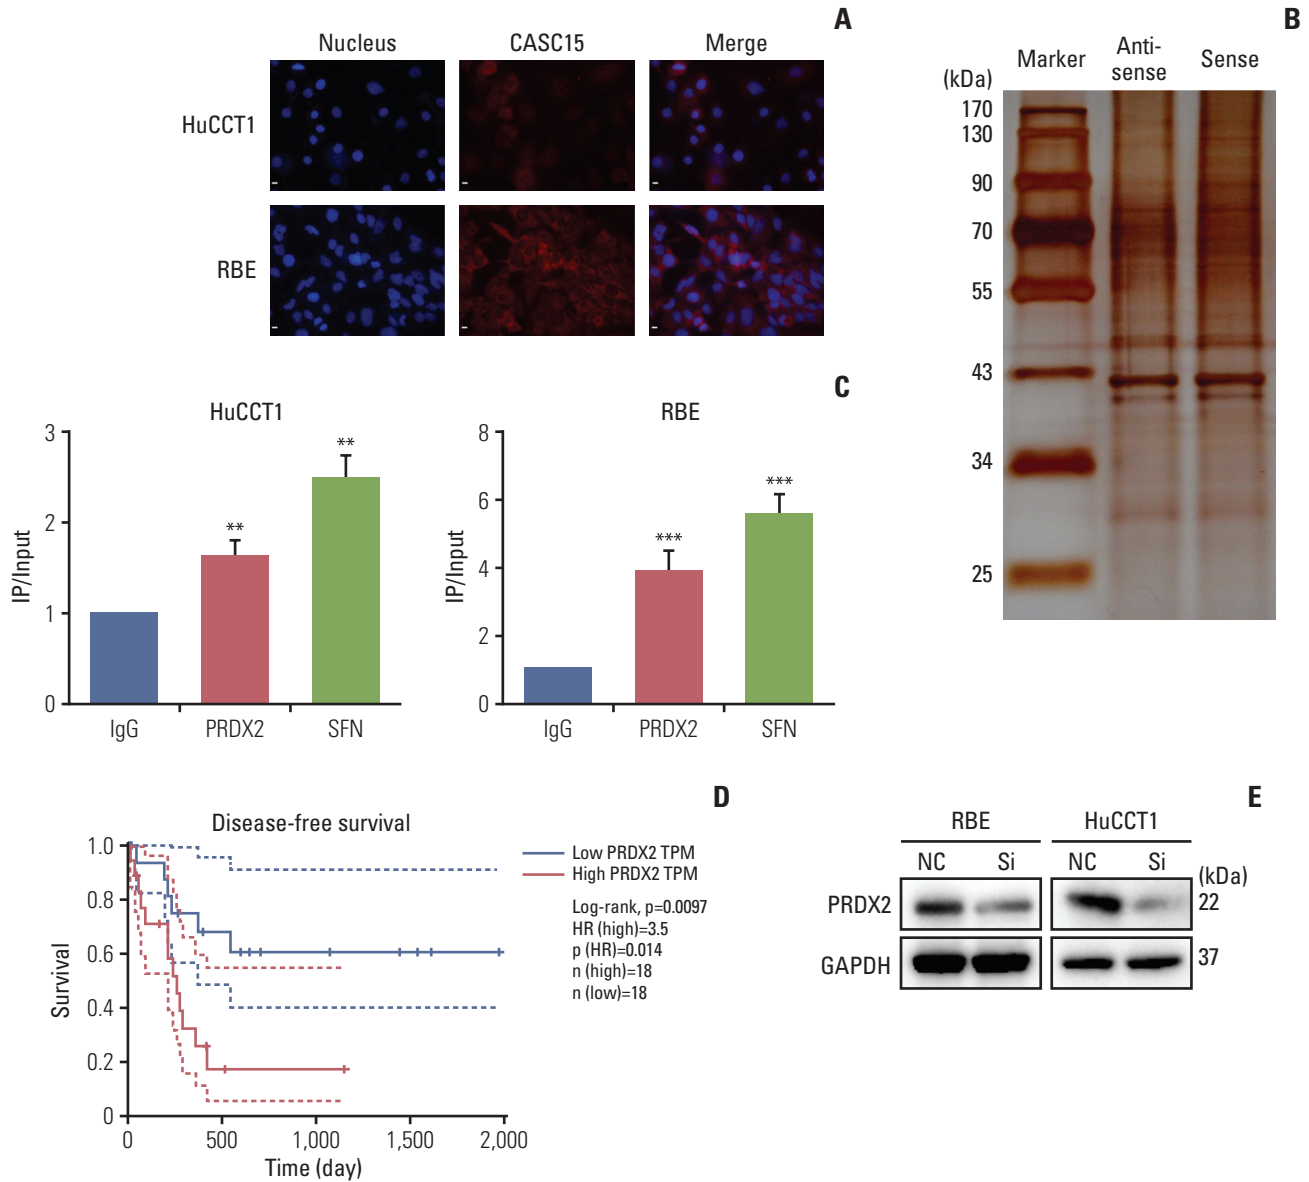 A
Nucleus CASC15 Merge
HuCCT1
RBE
B
(kDa) Marker Anti-
sense Sense
170
130
90
70
55
43
34
25
C
HuCCT1
IP/Input
3
2
1
0
** **
IgG PRDX2 SFN
RBE
IP/Input
8
6
4
2
0
*** ***
IgG PRDX2 SFN
D
Disease-free survival
Survival
1.0
0.8
0.6
0.4
0.2
0
0 500 1,000 1,500 2,000
Time (day)
Low PRDX2 TPM
High PRDX2 TPM
Log-rank, p=0.0097
HR (high)=3.5
p (HR)=0.014
n (high)=18
n (low)=18
E
RBE HuCCT1
NC Si NC Si (kDa)
PRDX2 22
GAPDH 37